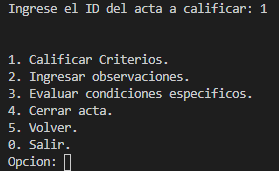 Ingrese el ID del acta a calificar: 1
1. Calificar Criterios.
2. Ingresar observaciones.
3. Evaluar condiciones especificos.
4. Cerrar acta.
5. Volver.
0. Salir.
Opcion: